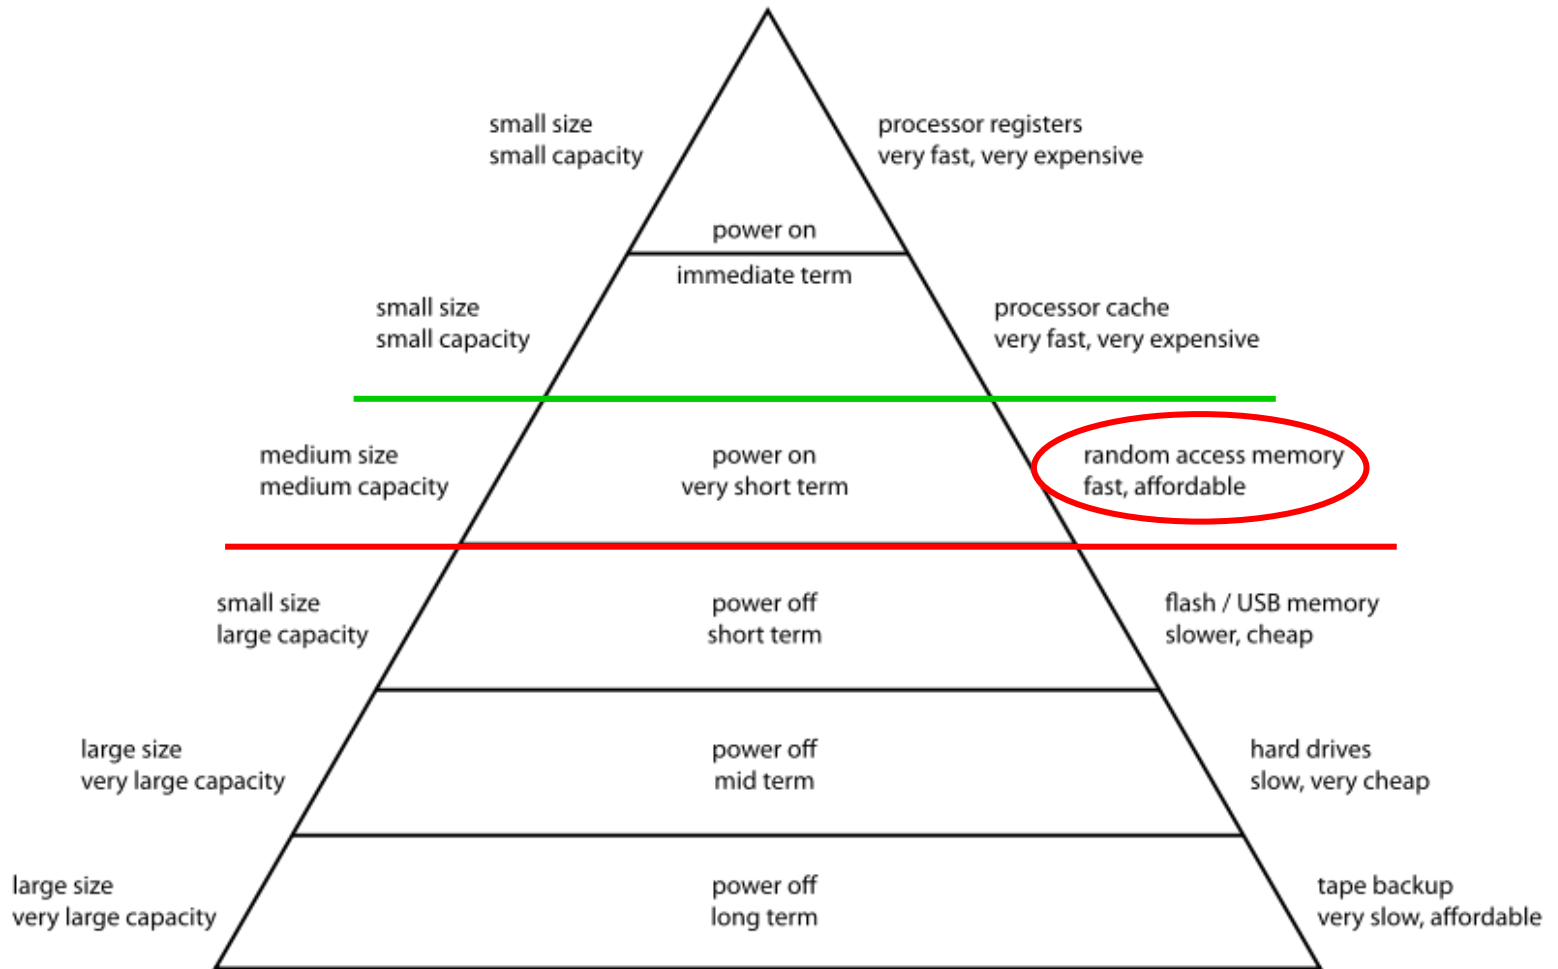 small size
small capacity
processor registers
very fast, very expensive
power on
immediate term
small size
small capacity
processor cache
very fast, very expensive
medium size
medium capacity
power on
very short term
random access memory
fast, affordable
small size
large capacity
power off
short term
flash / USB memory
slower, cheap
large size
very large capacity
power off
mid term
hard drives
slow, very cheap
large size
very large capacity
power off
long term
tape backup
very slow, affordable